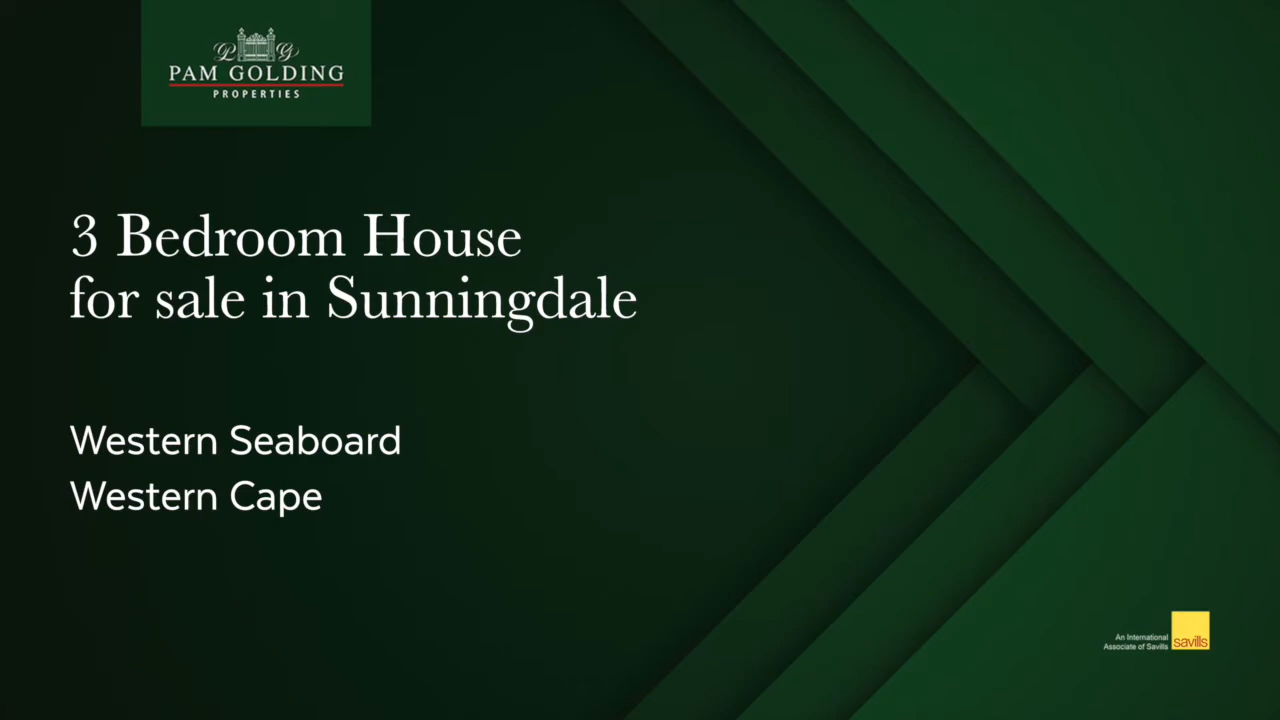 P G
PAM GOLDING
PROPERTIES
3 Bedroom House
for sale in Sunningdale
Western Seaboard
Western Cape
An International
Associate of Savills
savills